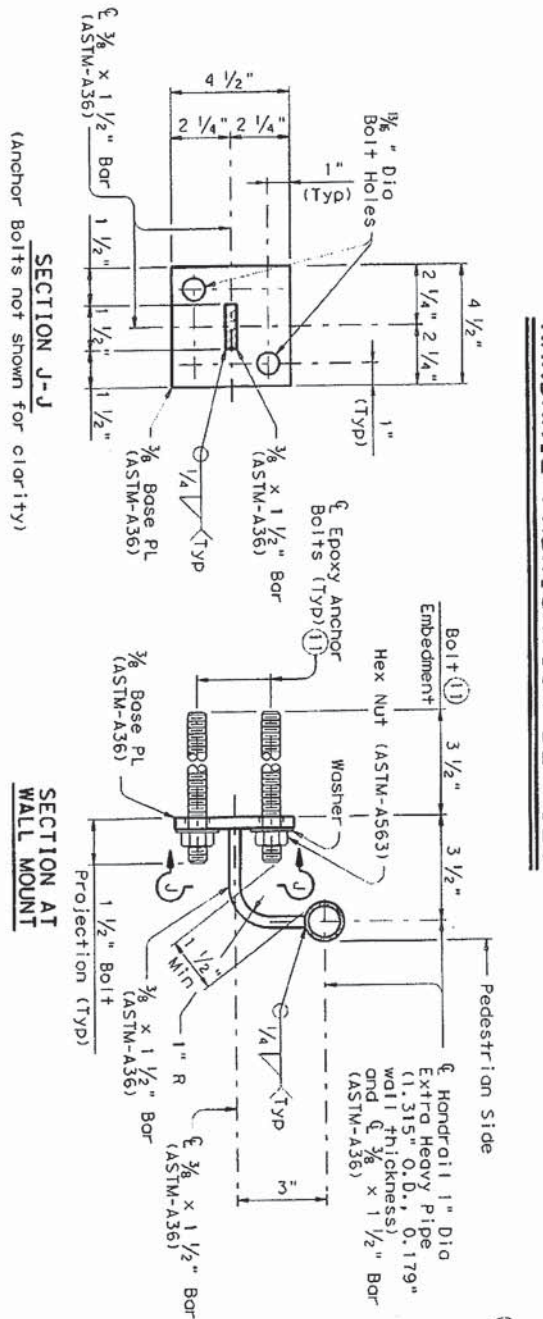 4 ½"
2 ¼" 2 ¼"
1"
(Typ)
13/16 " Dia
Bolt Holes
℄ ⅜ x 1 ½" Bar
(ASTM-A36)
4 ½"
2 ¼" 2 ¼"
1"
(Typ)
1 ½" 1 ½" 1 ½"
⅜ x 1 ½" Bar
(ASTM-A36)
¼ Typ
⅜ Base PL
(ASTM-A36)
SECTION J-J
(Anchor Bolts not shown for clarity)
Bolt (11)
Embedment
3 ½"
3 ½"
℄ Epoxy Anchor
Bolts (Typ) (11)
Hex Nut (ASTM-A563)
Washer
Pedestrian Side
℄ Handrail 1" Dia
Extra Heavy Pipe
(1.315" O.D., 0.179"
wall thickness)
and ℄ ⅜ x 1 ½" Bar
(ASTM-A36)
¼ Typ
3"
J
J
1 ½"
Min
1" R
⅜ Base PL
(ASTM-A36)
1 ½" Bolt
Projection (Typ)
⅜ x 1 ½" Bar
(ASTM-A36)
℄ ⅜ x 1 ½" Bar
(ASTM-A36)
SECTION AT
WALL MOUNT